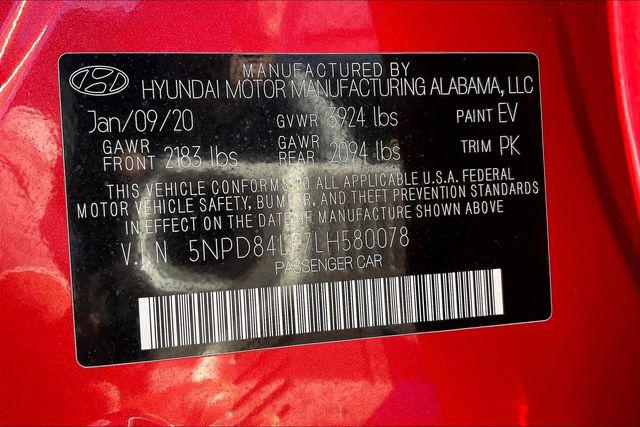 MANUFACTURED BY
HYUNDAI MOTOR MANUFACTURING ALABAMA, LLC
Jan/09/20 GVWR 3924 lbs PAINT EV
GAWR FRONT 2183 lbs GAWR REAR 2094 lbs TRIM PK
THIS VEHICLE CONFORMS TO ALL APPLICABLE U.S.A. FEDERAL
MOTOR VEHICLE SAFETY, BUMPER, AND THEFT PREVENTION STANDARDS
IN EFFECT ON THE DATE OF MANUFACTURE SHOWN ABOVE
V.I.N
PASSENGER CAR